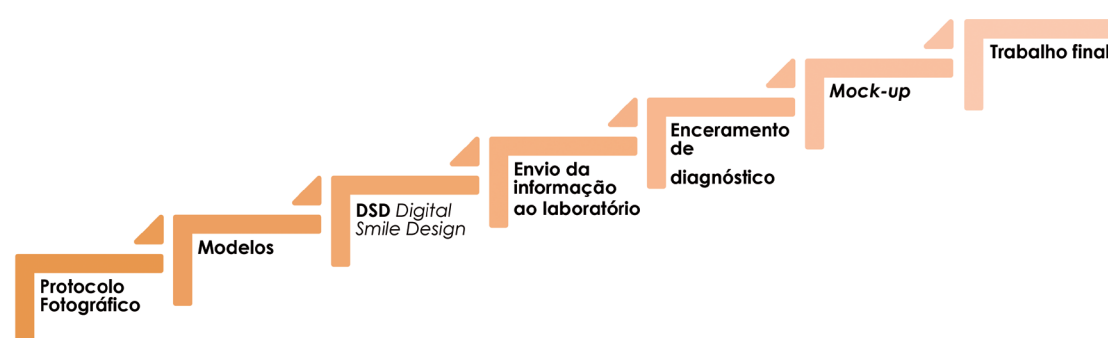 Protocolo
Fotográfico
Modelos
DSD Digital
Smile Design
Envio da
informação
ao laboratório
Enceramento
de
diagnóstico
Mock-up
Trabalho final